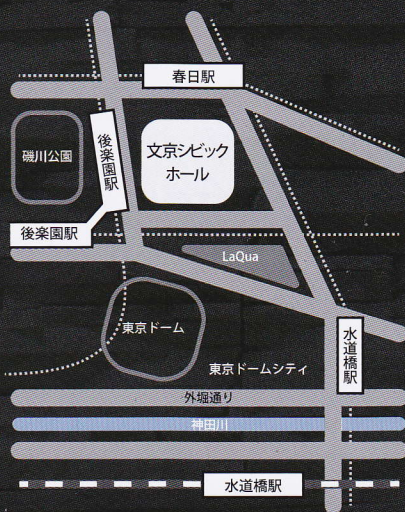 春日駅
後楽園駅
磯川公園
文京シビック
ホール
後楽園駅
LaQua
東京ドーム
水道橋駅
東京ドームシティ
外堀通り
神田川
水道橋駅